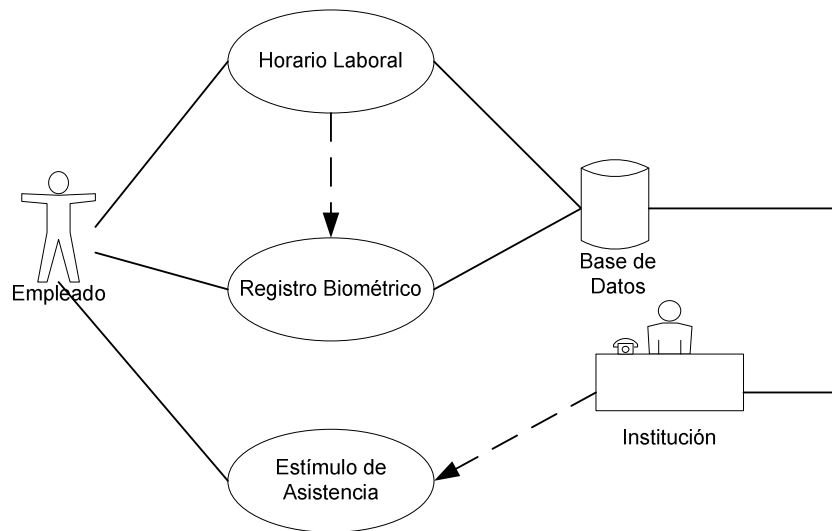 Horario Laboral
Empleado
Registro Biométrico
Base de
Datos
Institución
Estímulo de
Asistencia